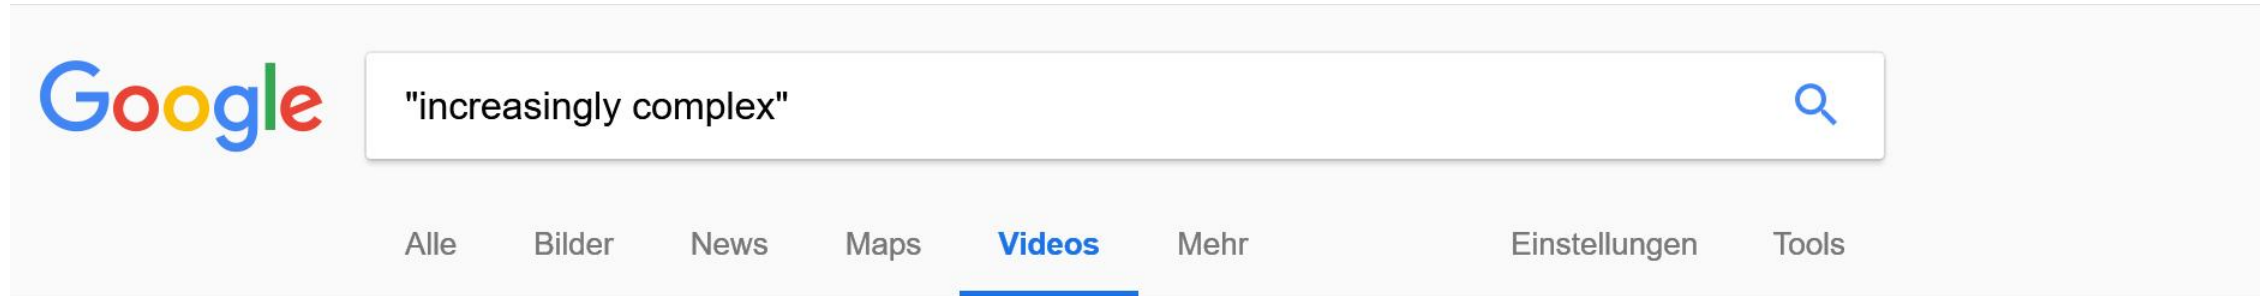 Google "increasingly complex"
Alle Bilder News Maps Videos Mehr Einstellungen Tools